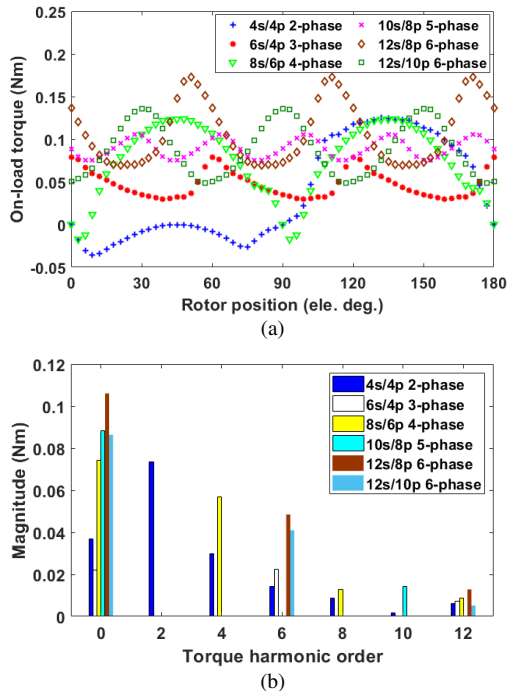 0.25
0.2
0.15
0.1
0.05
0
-0.05
On-load torque (Nm)
4s/4p 2-phase
6s/4p 3-phase
8s/6p 4-phase
10s/8p 5-phase
12s/8p 6-phase
12s/10p 6-phase
0 30 60 90 120 150 180
Rotor position (ele. deg.)
(a)
0.12
0.1
0.08
0.06
0.04
0.02
0
Magnitude (Nm)
4s/4p 2-phase
6s/4p 3-phase
8s/6p 4-phase
10s/8p 5-phase
12s/8p 6-phase
12s/10p 6-phase
0 2 4 6 8 10 12
Torque harmonic order
(b)